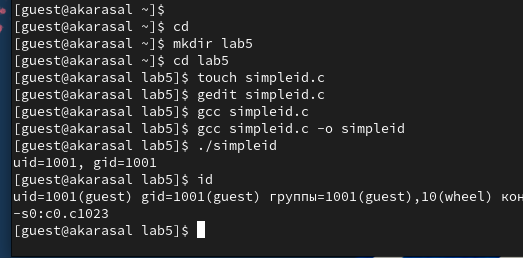 [guest@akarasal ~]$
[guest@akarasal ~]$ cd
[guest@akarasal ~]$ mkdir lab5
[guest@akarasal ~]$ cd lab5
[guest@akarasal lab5]$ touch simpleid.c
[guest@akarasal lab5]$ gedit simpleid.c
[guest@akarasal lab5]$ gcc simpleid.c
[guest@akarasal lab5]$ gcc simpleid.c -o simpleid
[guest@akarasal lab5]$ ./simpleid
uid=1001, gid=1001
[guest@akarasal lab5]$ id
uid=1001(guest) gid=1001(guest) группы=1001(guest),10(wheel) кон
-s0:c0.c1023
[guest@akarasal lab5]$